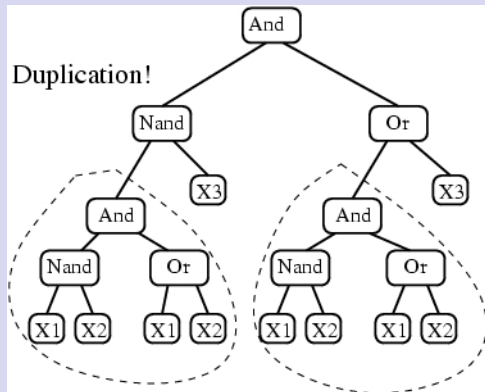 And
Duplication!
Nand Or
X3 X3
And And
Nand Or Nand Or
X1 X2 X1 X2 X1 X2 X1 X2